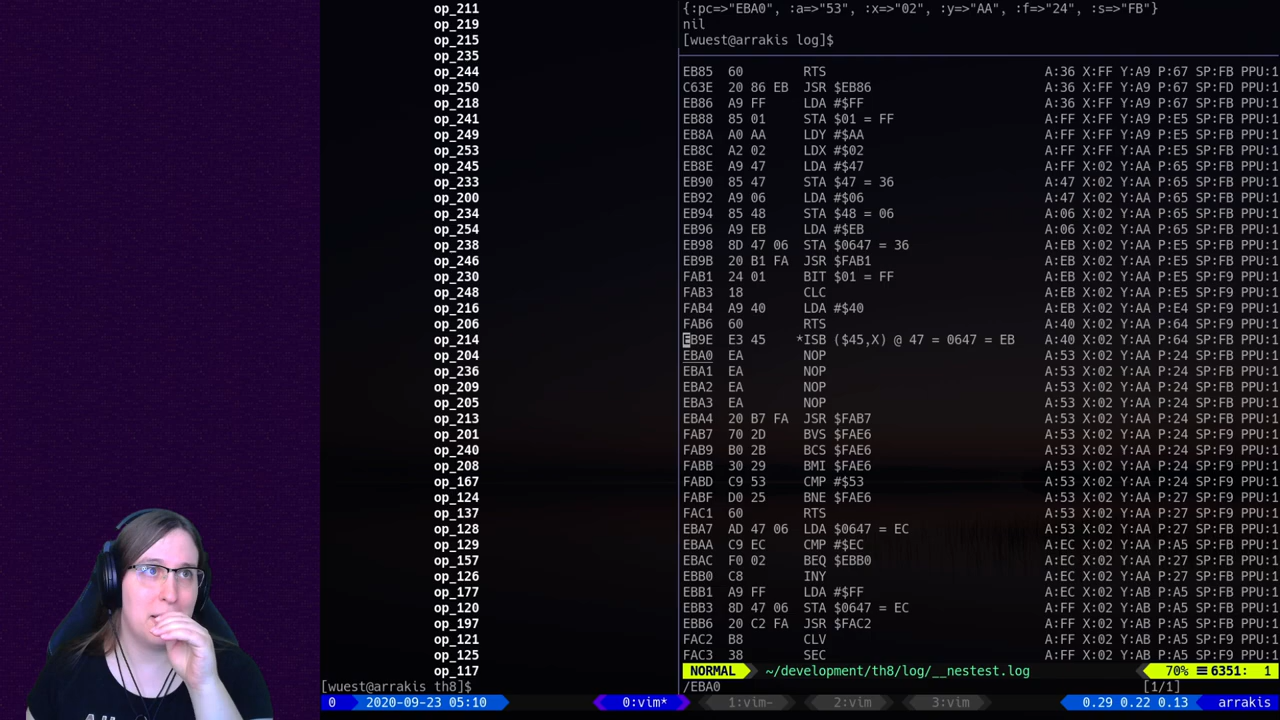 op_211
op_219
op_215
op_235
op_244
op_250
op_218
op_241
op_249
op_253
op_245
op_233
op_200
op_234
op_254
op_238
op_246
op_230
op_248
op_216
op_206
op_214
op_204
op_236
op_209
op_205
op_213
op_201
op_240
op_208
op_167
op_124
op_137
op_128
op_129
op_157
op_126
op_177
op_120
op_197
op_121
op_125
op_117
[wuest@arrakis th8]$
{:pc=>"EBA0", :a=>"53", :x=>"02", :y=>"AA", :f=>"24", :s=>"FB"}
nil
[wuest@arrakis log]$
EB85 60 RTS A:36 X:FF Y:A9 P:67 SP:FB PPU:1
C63E 20 86 EB JSR $EB86 A:36 X:FF Y:A9 P:67 SP:FD PPU:1
EB86 A9 FF LDA #$FF A:36 X:FF Y:A9 P:67 SP:FB PPU:1
EB88 85 01 STA $01 = FF A:FF X:FF Y:A9 P:E5 SP:FB PPU:1
EB8A A0 AA LDY #$AA A:FF X:FF Y:A9 P:E5 SP:FB PPU:1
EB8C A2 02 LDX #$02 A:FF X:FF Y:AA P:E5 SP:FB PPU:1
EB8E A9 47 LDA #$47 A:FF X:02 Y:AA P:65 SP:FB PPU:1
EB90 85 47 STA $47 = 36 A:47 X:02 Y:AA P:65 SP:FB PPU:1
EB92 A9 06 LDA #$06 A:47 X:02 Y:AA P:65 SP:FB PPU:1
EB94 85 48 STA $48 = 06 A:06 X:02 Y:AA P:65 SP:FB PPU:1
EB96 A9 EB LDA #$EB A:06 X:02 Y:AA P:65 SP:FB PPU:1
EB98 8D 47 06 STA $0647 = 36 A:EB X:02 Y:AA P:E5 SP:FB PPU:1
EB9B 20 B1 FA JSR $FAB1 A:EB X:02 Y:AA P:E5 SP:FB PPU:1
FAB1 24 01 BIT $01 = FF A:EB X:02 Y:AA P:E5 SP:F9 PPU:1
FAB3 18 CLC A:EB X:02 Y:AA P:E5 SP:F9 PPU:1
FAB4 A9 40 LDA #$40 A:EB X:02 Y:AA P:E4 SP:F9 PPU:1
FAB6 60 RTS A:40 X:02 Y:AA P:64 SP:F9 PPU:1
EB9E E3 45 *ISB ($45,X) @ 47 = 0647 = EB A:40 X:02 Y:AA P:64 SP:FB PPU:1
EBA0 EA NOP A:53 X:02 Y:AA P:24 SP:FB PPU:1
EBA1 EA NOP A:53 X:02 Y:AA P:24 SP:FB PPU:1
EBA2 EA NOP A:53 X:02 Y:AA P:24 SP:FB PPU:1
EBA3 EA NOP A:53 X:02 Y:AA P:24 SP:FB PPU:1
EBA4 20 B7 FA JSR $FAB7 A:53 X:02 Y:AA P:24 SP:FB PPU:1
FAB7 70 2D BVS $FAE6 A:53 X:02 Y:AA P:24 SP:F9 PPU:1
FAB9 B0 2B BCS $FAE6 A:53 X:02 Y:AA P:24 SP:F9 PPU:1
FABB 30 29 BMI $FAE6 A:53 X:02 Y:AA P:24 SP:F9 PPU:1
FABD C9 53 CMP #$53 A:53 X:02 Y:AA P:24 SP:F9 PPU:1
FABF D0 25 BNE $FAE6 A:53 X:02 Y:AA P:27 SP:F9 PPU:1
FAC1 60 RTS A:53 X:02 Y:AA P:27 SP:F9 PPU:1
EBA7 AD 47 06 LDA $0647 = EC A:53 X:02 Y:AA P:27 SP:FB PPU:1
EBAA C9 EC CMP #$EC A:EC X:02 Y:AA P:A5 SP:FB PPU:1
EBAC F0 02 BEQ $EBB0 A:EC X:02 Y:AA P:27 SP:FB PPU:1
EBB0 C8 INY A:EC X:02 Y:AA P:27 SP:FB PPU:1
EBB1 A9 FF LDA #$FF A:EC X:02 Y:AB P:A5 SP:FB PPU:1
EBB3 8D 47 06 STA $0647 = EC A:FF X:02 Y:AB P:A5 SP:FB PPU:1
EBB6 20 C2 FA JSR $FAC2 A:FF X:02 Y:AB P:A5 SP:FB PPU:1
FAC2 B8 CLV A:FF X:02 Y:AB P:A5 SP:F9 PPU:1
FAC3 38 SEC A:FF X:02 Y:AB P:A5 SP:F9 PPU:1
NORMAL ~/development/th8/log/__nestest.log 70% ≡ 6351: 1
/EBA0 [1/1]
0 2020-09-23 05:10 0:vim* 1:vim- 2:vim 3:vim 0.29 0.22 0.13 arrakis